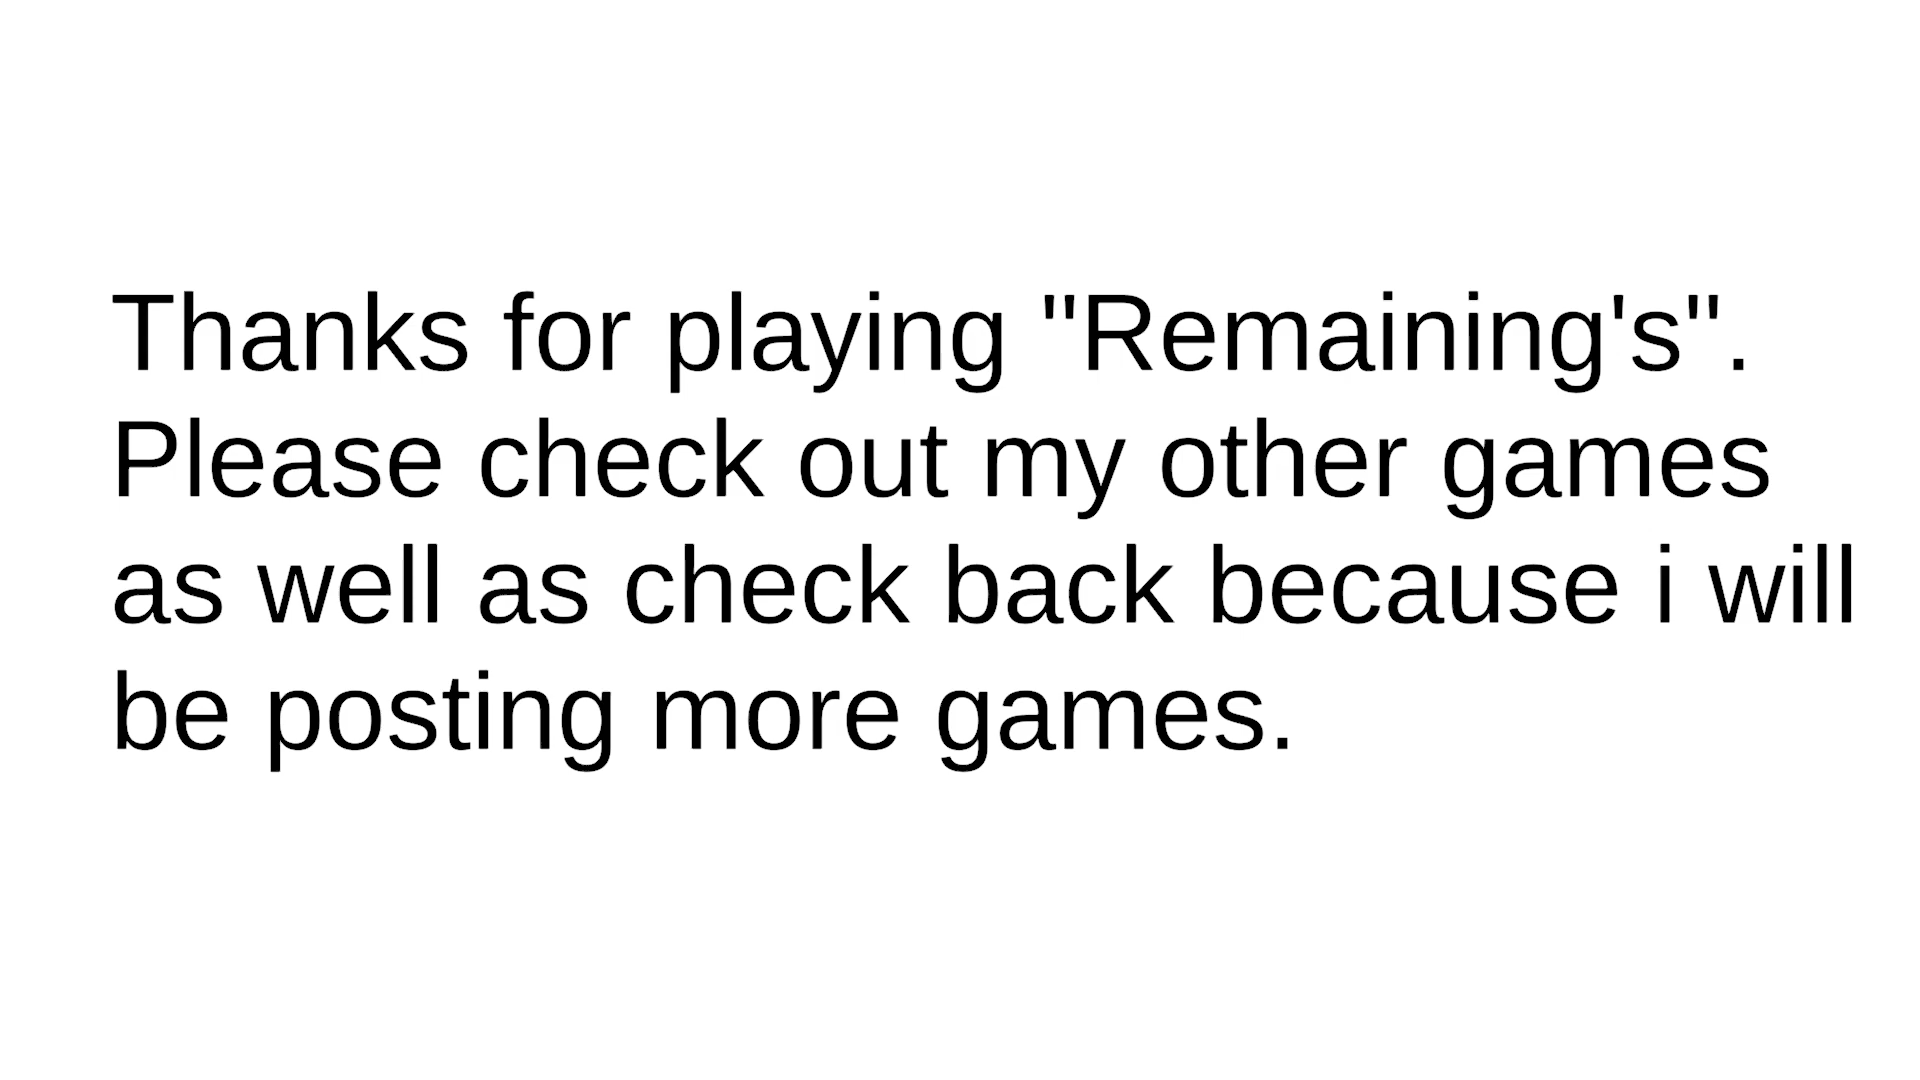 Thanks for playing "Remaining's".
Please check out my other games
as well as check back because i will
be posting more games.